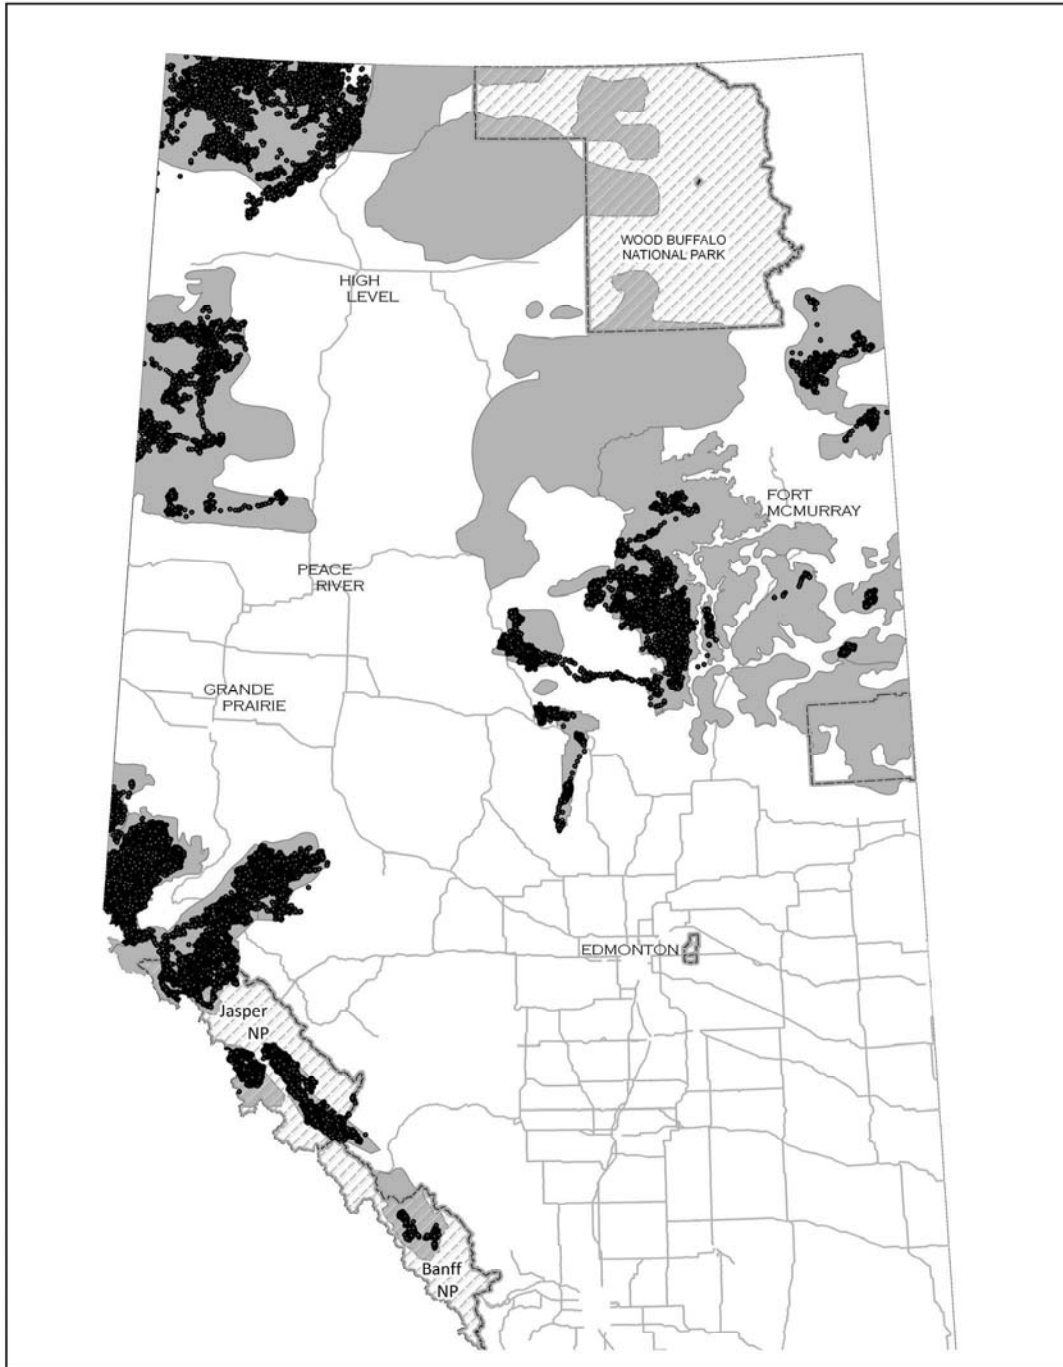 WOOD BUFFALO
NATIONAL PARK
HIGH
LEVEL
FORT
MCMURRAY
PEACE
RIVER
GRANDE
PRAIRIE
EDMONTON
Jasper
NP
Banff
NP